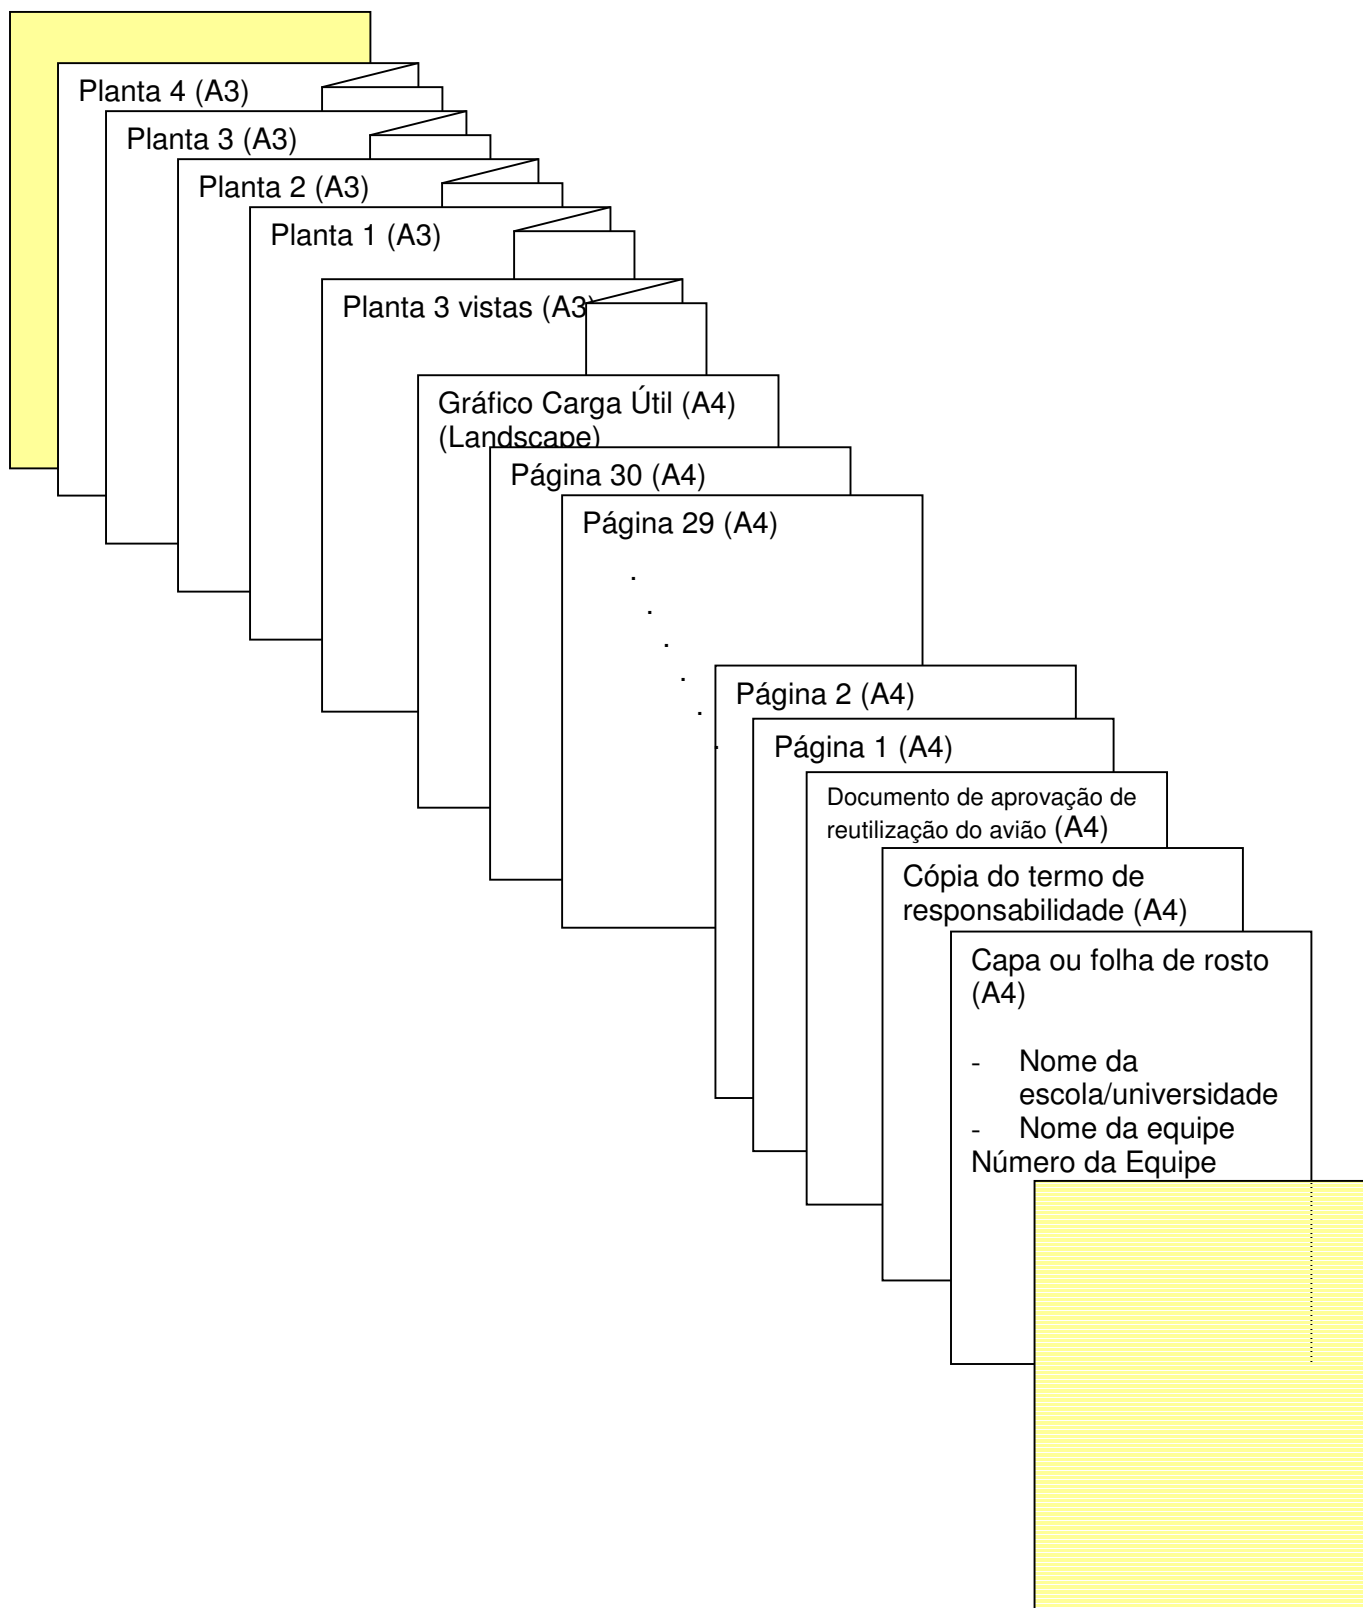 Planta 4 (A3)
Planta 3 (A3)
Planta 2 (A3)
Planta 1 (A3)
Planta 3 vistas (A3)
Gráfico Carga Útil (A4)
(Landscape)
Página 30 (A4)
Página 29 (A4)
.
.
.
.
.
.
Página 2 (A4)
Página 1 (A4)
Documento de aprovação de
reutilização do avião (A4)
Cópia do termo de
responsabilidade (A4)
Capa ou folha de rosto
(A4)
- Nome da
escola/universidade
- Nome da equipe
Número da Equipe